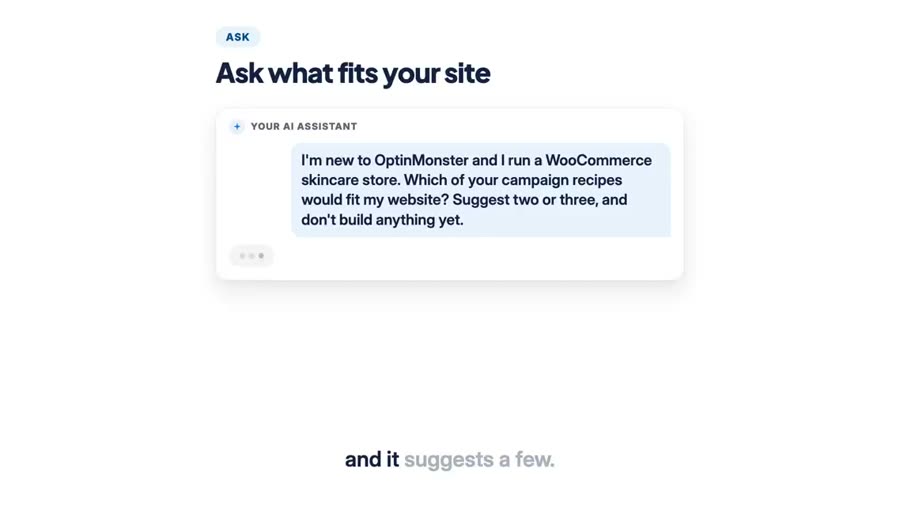 ASK
Ask what fits your site
YOUR AI ASSISTANT
I'm new to OptinMonster and I run a WooCommerce
skincare store. Which of your campaign recipes
would fit my website? Suggest two or three, and
don't build anything yet.
and it suggests a few.